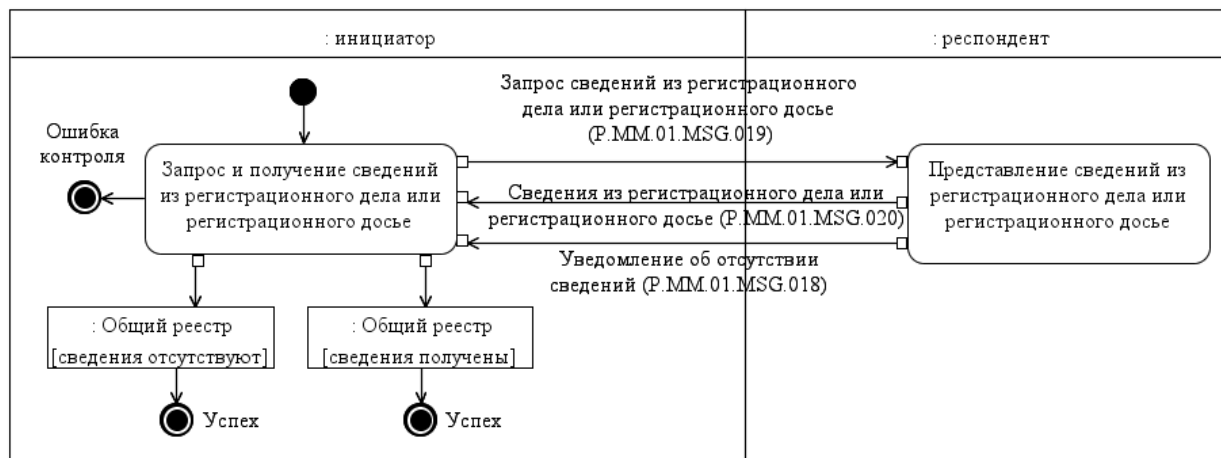 : инициатор
: респондент
Запрос сведений из регистрационного
дела или регистрационного досье
(P.MM.01.MSG.019)
Ошибка
контроля
Запрос и получение сведений
из регистрационного дела или
регистрационного досье
Сведения из регистрационного дела или
регистрационного досье (P.MM.01.MSG.020)
Уведомление об отсутствии
сведений (P.MM.01.MSG.018)
Представление сведений из
регистрационного дела или
регистрационного досье
: Общий реестр
[сведения отсутствуют]
: Общий реестр
[сведения получены]
Успех
Успех